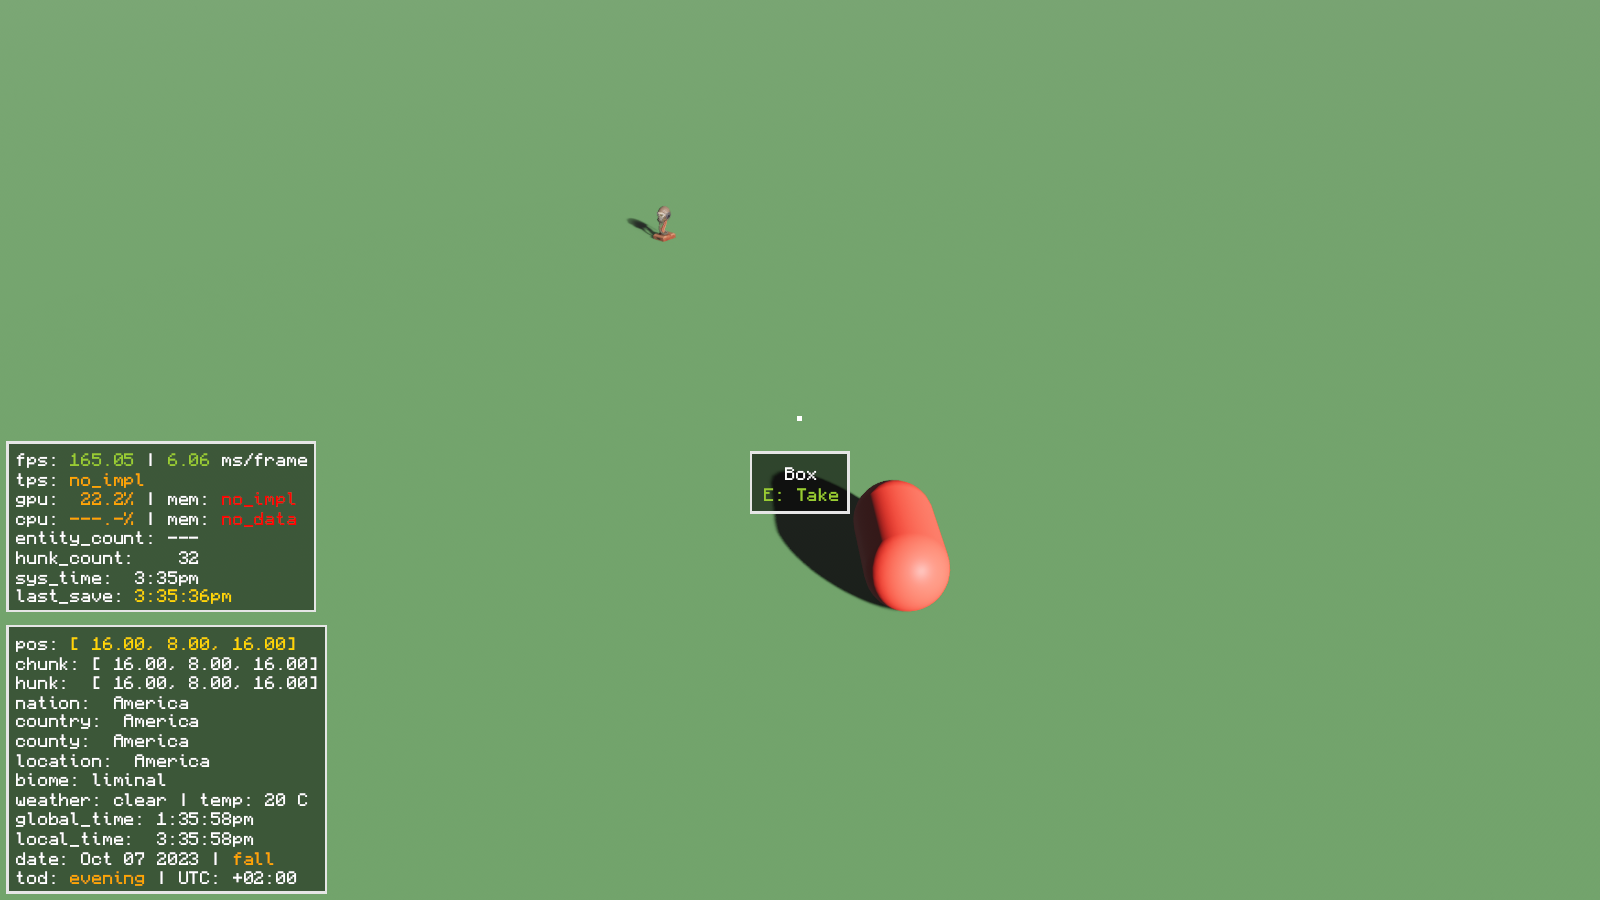 Box
E: Take
fps: 165.05 | 6.06 ms/frame
tps: no_impl
gpu: 22.2% | mem: no_impl
cpu: ---.-% | mem: no_data
entity_count: ---
hunk_count: 32
sys_time: 3:35pm
last_save: 3:35:36pm
pos: [ 16.00, 8.00, 16.00]
chunk: [ 16.00, 8.00, 16.00]
hunk: [ 16.00, 8.00, 16.00]
nation: America
country: America
county: America
location: America
biome: liminal
weather: clear | temp: 20 C
global_time: 1:35:58pm
local_time: 3:35:58pm
date: Oct 07 2023 | fall
tod: evening | UTC: +02:00